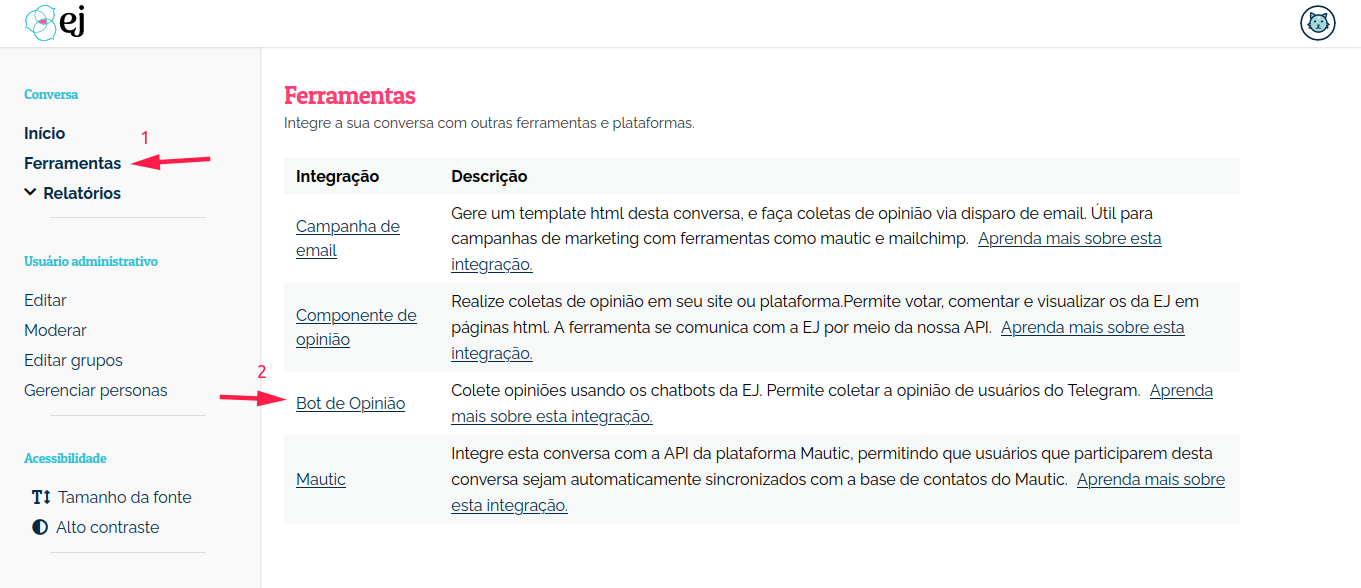 ej
Conversa
Início
1
Ferramentas
Relatórios
Usuário administrativo
Editar
Moderar
Editar grupos
Gerenciar personas
Acessibilidade
Tamanho da fonte
Alto contraste
Ferramentas
Integre a sua conversa com outras ferramentas e plataformas.
Integração
Descrição
Campanha de
email
Gere um template html desta conversa, e faça coletas de opinião via disparo de email. Útil para
campanhas de marketing com ferramentas como mautic e mailchimp. Aprenda mais sobre esta
integração.
Componente de
opinião
Realize coletas de opinião em seu site ou plataforma.Permite votar, comentar e visualizar os da EJ em
páginas html. A ferramenta se comunica com a EJ por meio da nossa API. Aprenda mais sobre esta
integração.
2
Bot de Opinião
Colete opiniões usando os chatbots da EJ. Permite coletar a opinião de usuários do Telegram. Aprenda
mais sobre esta integração.
Mautic
Integre esta conversa com a API da plataforma Mautic, permitindo que usuários que participarem desta
conversa sejam automaticamente sincronizados com a base de contatos do Mautic. Aprenda mais sobre
esta integração.